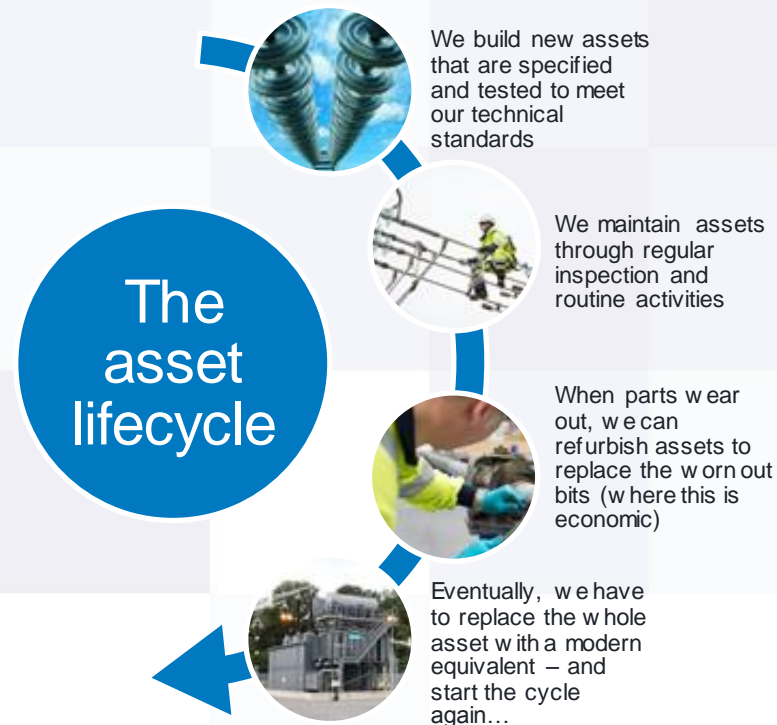 The
asset
lifecycle
We build new assets
that are specified
and tested to meet
our technical
standards
We maintain assets
through regular
inspection and
routine activities
When parts wear
out, we can
refurbish assets to
replace the worn out
bits (where this is
economic)
Eventually, we have
to replace the whole
asset with a modern
equivalent – and
start the cycle
again…